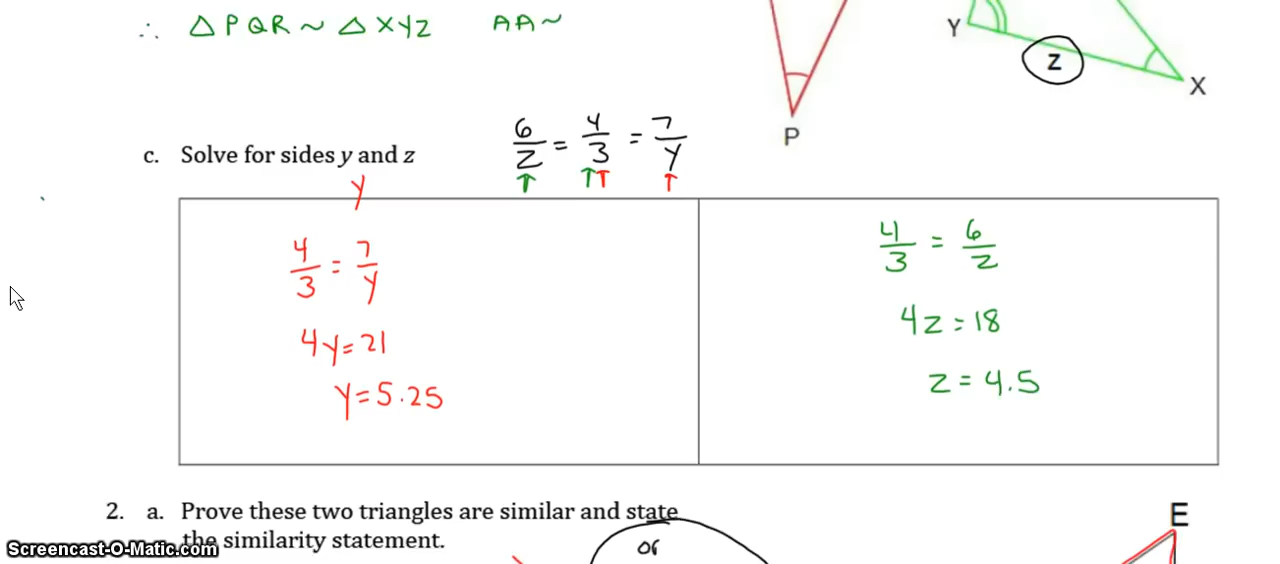 ∴ △PQR ~ △XYZ AA~
Y
Z
X
P
c. Solve for sides y and z
6/Z = 4/3 = 7/Y
Y
4/3 = 7/Y
4Y = 21
Y = 5.25
4/3 = 6/Z
4Z = 18
Z = 4.5
2. a. Prove these two triangles are similar and state
the similarity statement.
or
E
Screencast-O-Matic.com